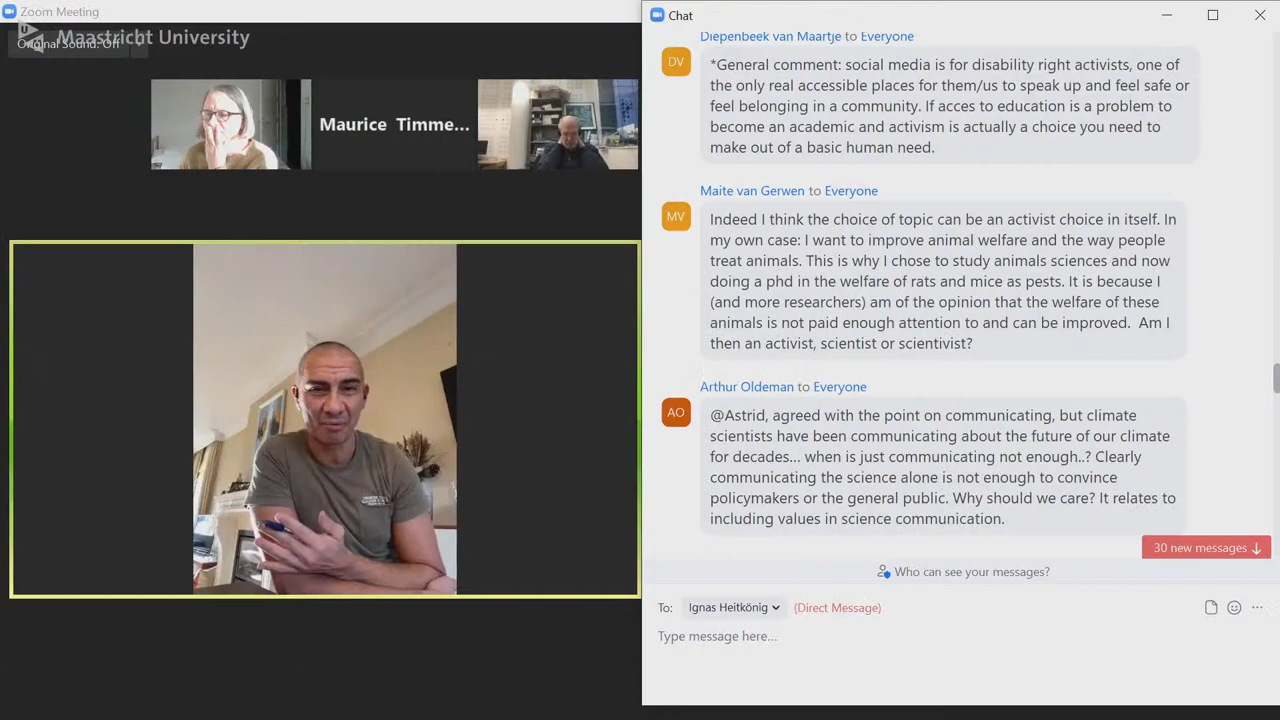 Zoom Meeting
Maastricht University
Original Sound: Off
Maurice Timme...
Chat
Diepenbeek van Maartje to Everyone
DV
*General comment: social media is for disability right activists, one of
the only real accessible places for them/us to speak up and feel safe or
feel belonging in a community. If acces to education is a problem to
become an academic and activism is actually a choice you need to
make out of a basic human need.
Maite van Gerwen to Everyone
MV
Indeed I think the choice of topic can be an activist choice in itself. In
my own case: I want to improve animal welfare and the way people
treat animals. This is why I chose to study animals sciences and now
doing a phd in the welfare of rats and mice as pests. It is because I
(and more researchers) am of the opinion that the welfare of these
animals is not paid enough attention to and can be improved. Am I
then an activist, scientist or scientivist?
Arthur Oldeman to Everyone
AO
@Astrid, agreed with the point on communicating, but climate
scientists have been communicating about the future of our climate
for decades... when is just communicating not enough..? Clearly
communicating the science alone is not enough to convince
policymakers or the general public. Why should we care? It relates to
including values in science communication.
30 new messages
Who can see your messages?
To: Ignas Heitkönig (Direct Message)
Type message here...